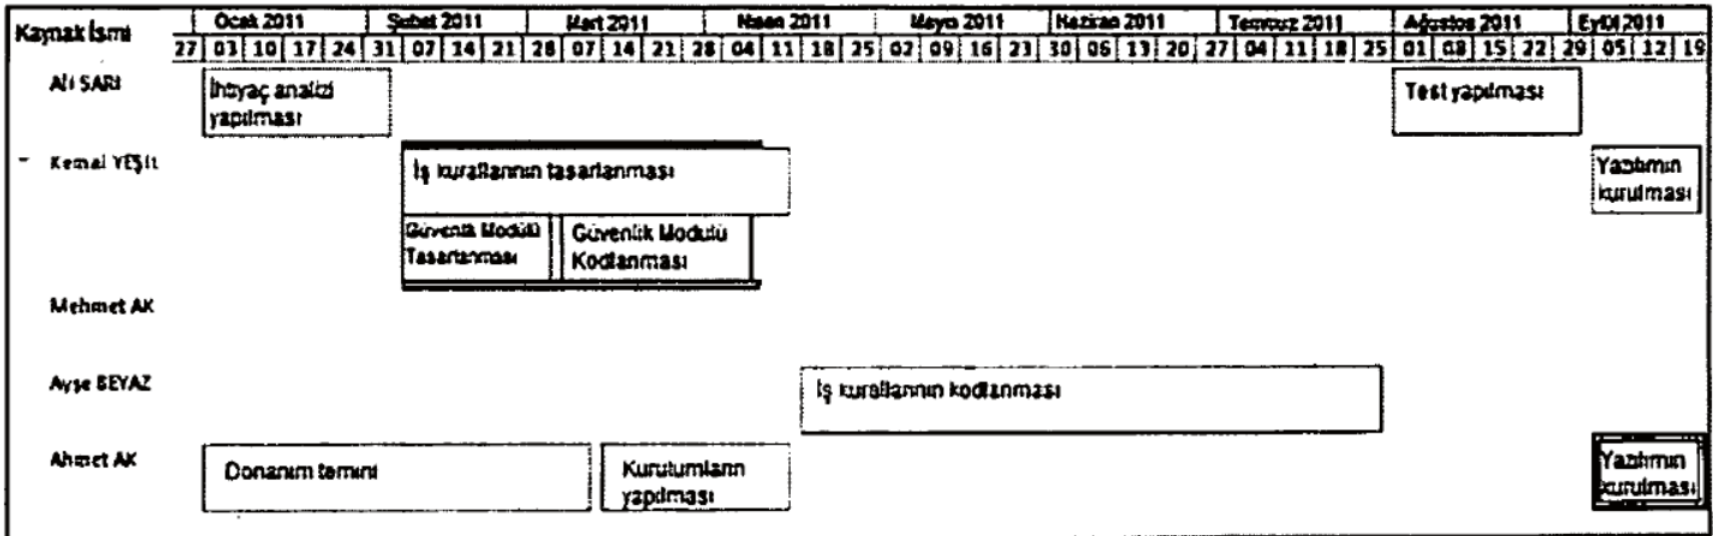 Kaynak İsmi
Ocak 2011 Şubat 2011 Mart 2011 Nisan 2011 Mayıs 2011 Haziran 2011 Temmuz 2011 Ağustos 2011 Eylül 2011
27 03 10 17 24 31 07 14 21 28 07 14 21 28 04 11 18 25 02 09 16 23 30 06 13 20 27 04 11 18 25 01 08 15 22 29 05 12 19
Ali SARI
İhtiyaç analizi
yapılması
Test yapılması
- Kemal YEŞİL
İş kurallarının tasarlanması
Yazılımın
kurulması
Güvenlik Modülü
Tasarlanması
Güvenlik Modülü
Kodlanması
Mehmet AK
Ayşe BEYAZ
İş kurallarının kodlanması
Ahmet AK
Donanım temini
Kurulumların
yapılması
Yazılımın
kurulması